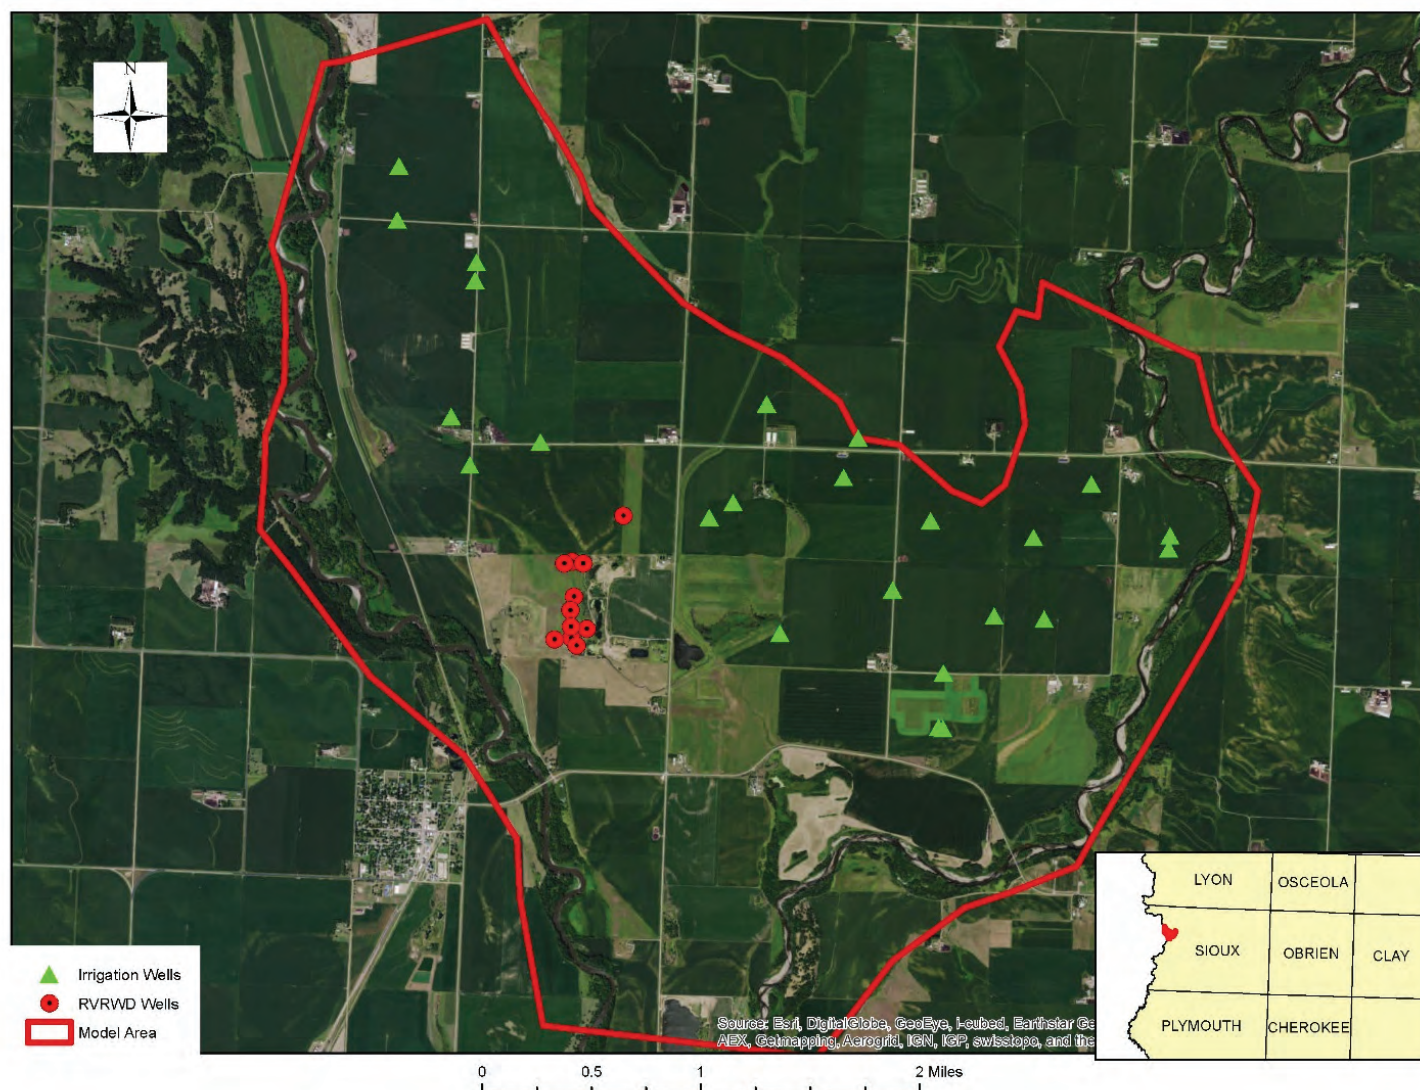 N
LYON
OSCEOLA
SIOUX
OBRIEN
CLAY
PLYMOUTH
CHEROKEE
Irrigation Wells
RVRWD Wells
Model Area
Source: Esri, DigitalGlobe, GeoEye, i-cubed, Earthstar Ge
AEX, Getmapping, Aerogrid, IGN, IGP, swisstopo, and the
0 0.5 1 2 Miles